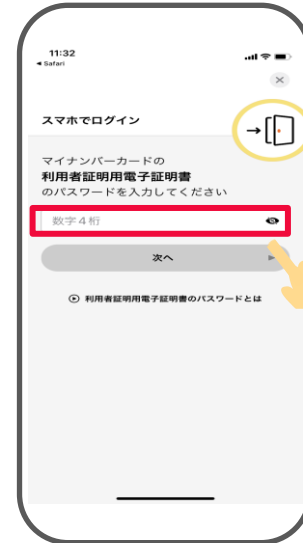 11:32
Safari
スマホでログイン
マイナンバーカードの
利用者証明用電子証明書
のパスワードを入力してください
数字4桁
次へ
利用者証明用電子証明書のパスワードとは